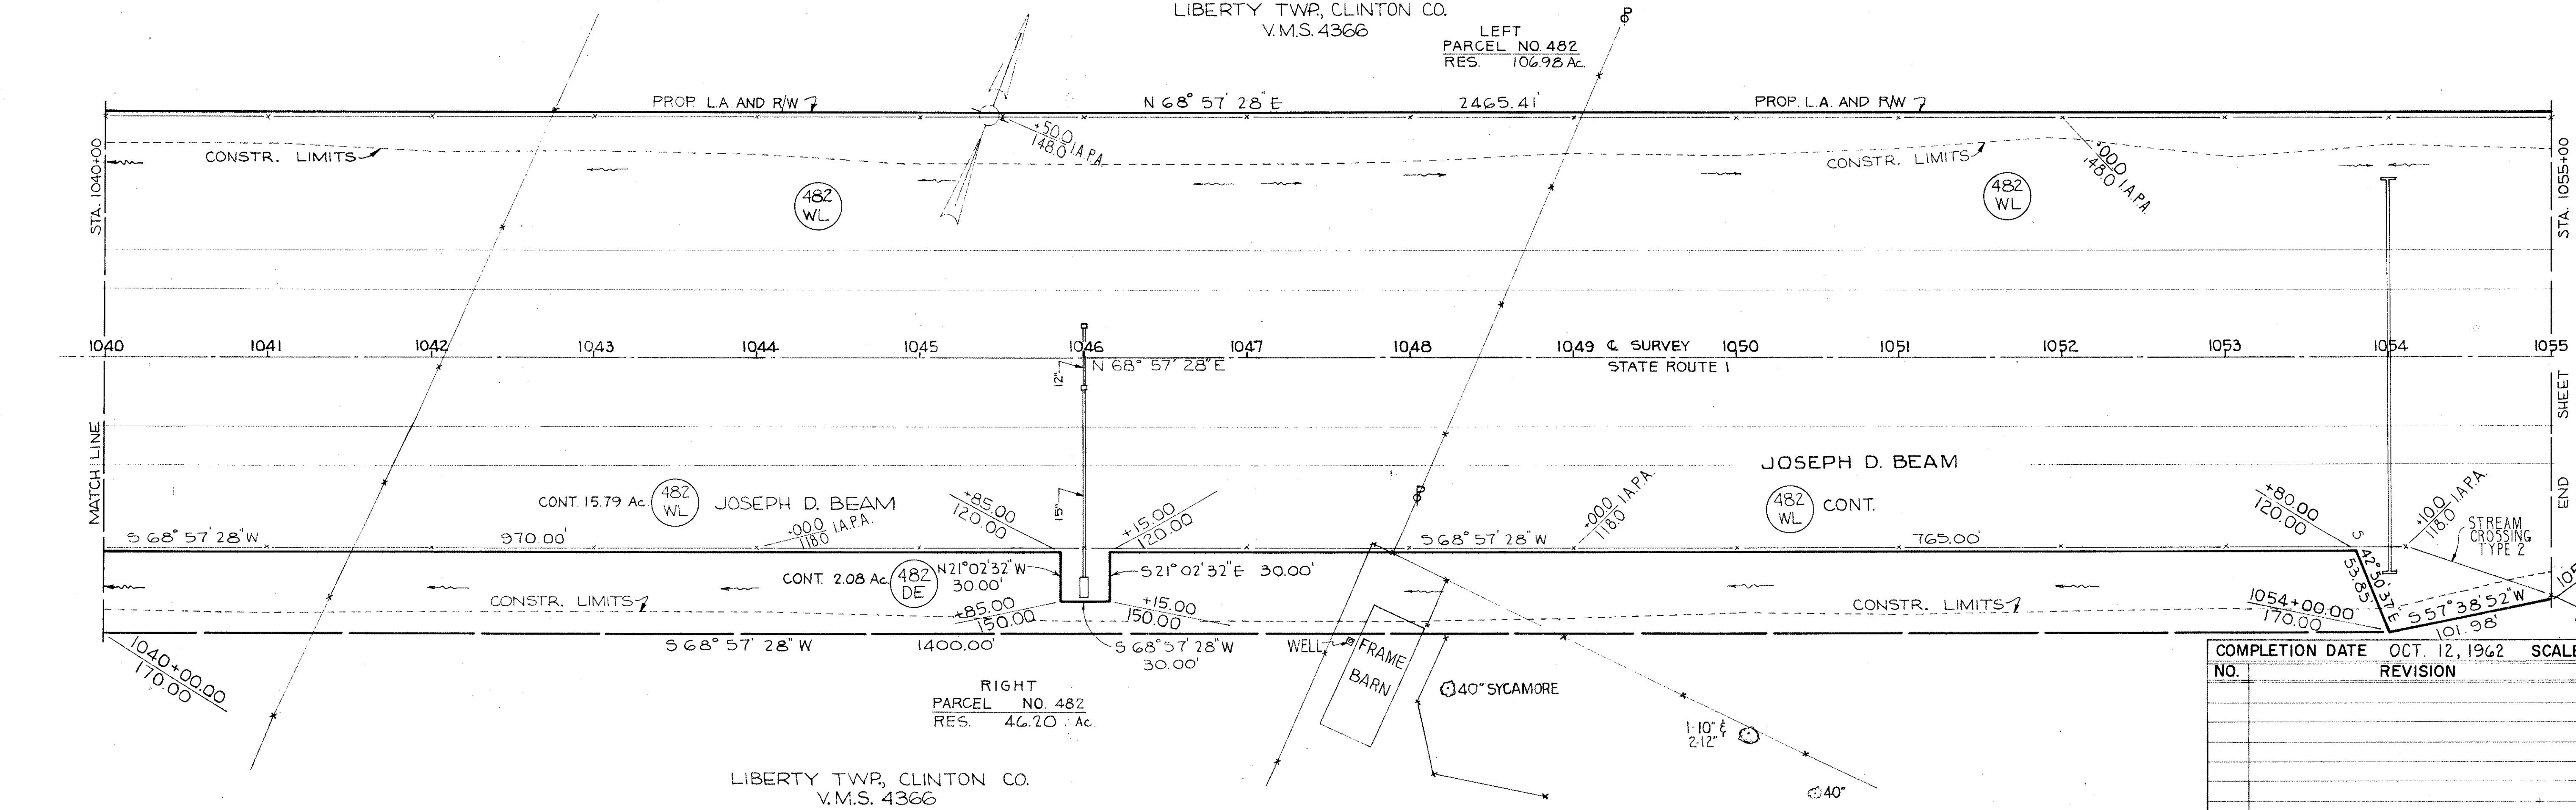 LIBERTY TWP., CLINTON CO.
V.M.S. 4366
LEFT
PARCEL NO. 482
RES. 106.98 Ac.
PROP. L.A. AND R/W
N 68° 57' 28" E
2465.41'
PROP. L.A. AND R/W
STA. 1040+00
CONSTR. LIMITS
+50.0 I.A.P.A.
148.0
CONSTR. LIMITS
+00.0 I.A.P.A.
148.0
STA. 1055+00
482
WL
482
WL
1040 1041 1042 1043 1044 1045 1046 1047 1048 1049 ℄ SURVEY 1050 1051 1052 1053 1054 1055
12"
N 68° 57' 28" E
STATE ROUTE 1
MATCH LINE
END SHEET
JOSEPH D. BEAM
CONT. 15.79 Ac.
482
WL
JOSEPH D. BEAM
15"
482
WL
CONT.
+00.0 I.A.P.A.
118.0
+85.00
120.00
+15.00
120.00
+00.0 I.A.P.A.
118.0
+80.00
120.00
+10.0 I.A.P.A.
118.0
STREAM
CROSSING
TYPE 2
S 68° 57' 28" W
970.00'
S 68° 57' 28" W
765.00'
CONT. 2.08 Ac.
482
DE
N 21° 02' 32" W
30.00'
S 21° 02' 32" E 30.00'
S 42° 50' 37" E
53.85'
CONSTR. LIMITS
+85.00
150.00
+15.00
150.00
CONSTR. LIMITS
1054+00.00
170.00
S 57° 38' 52" W
101.98'
1040+00.00
170.00
S 68° 57' 28" W
1400.00'
S 68° 57' 28" W
30.00'
WELL
FRAME
BARN
40" SYCAMORE
RIGHT
PARCEL NO. 482
RES. 46.20 Ac.
1-10" &
2-12"
40"
LIBERTY TWP., CLINTON CO.
V.M.S. 4366
COMPLETION DATE OCT. 12, 1962 SCALE
NO. REVISION